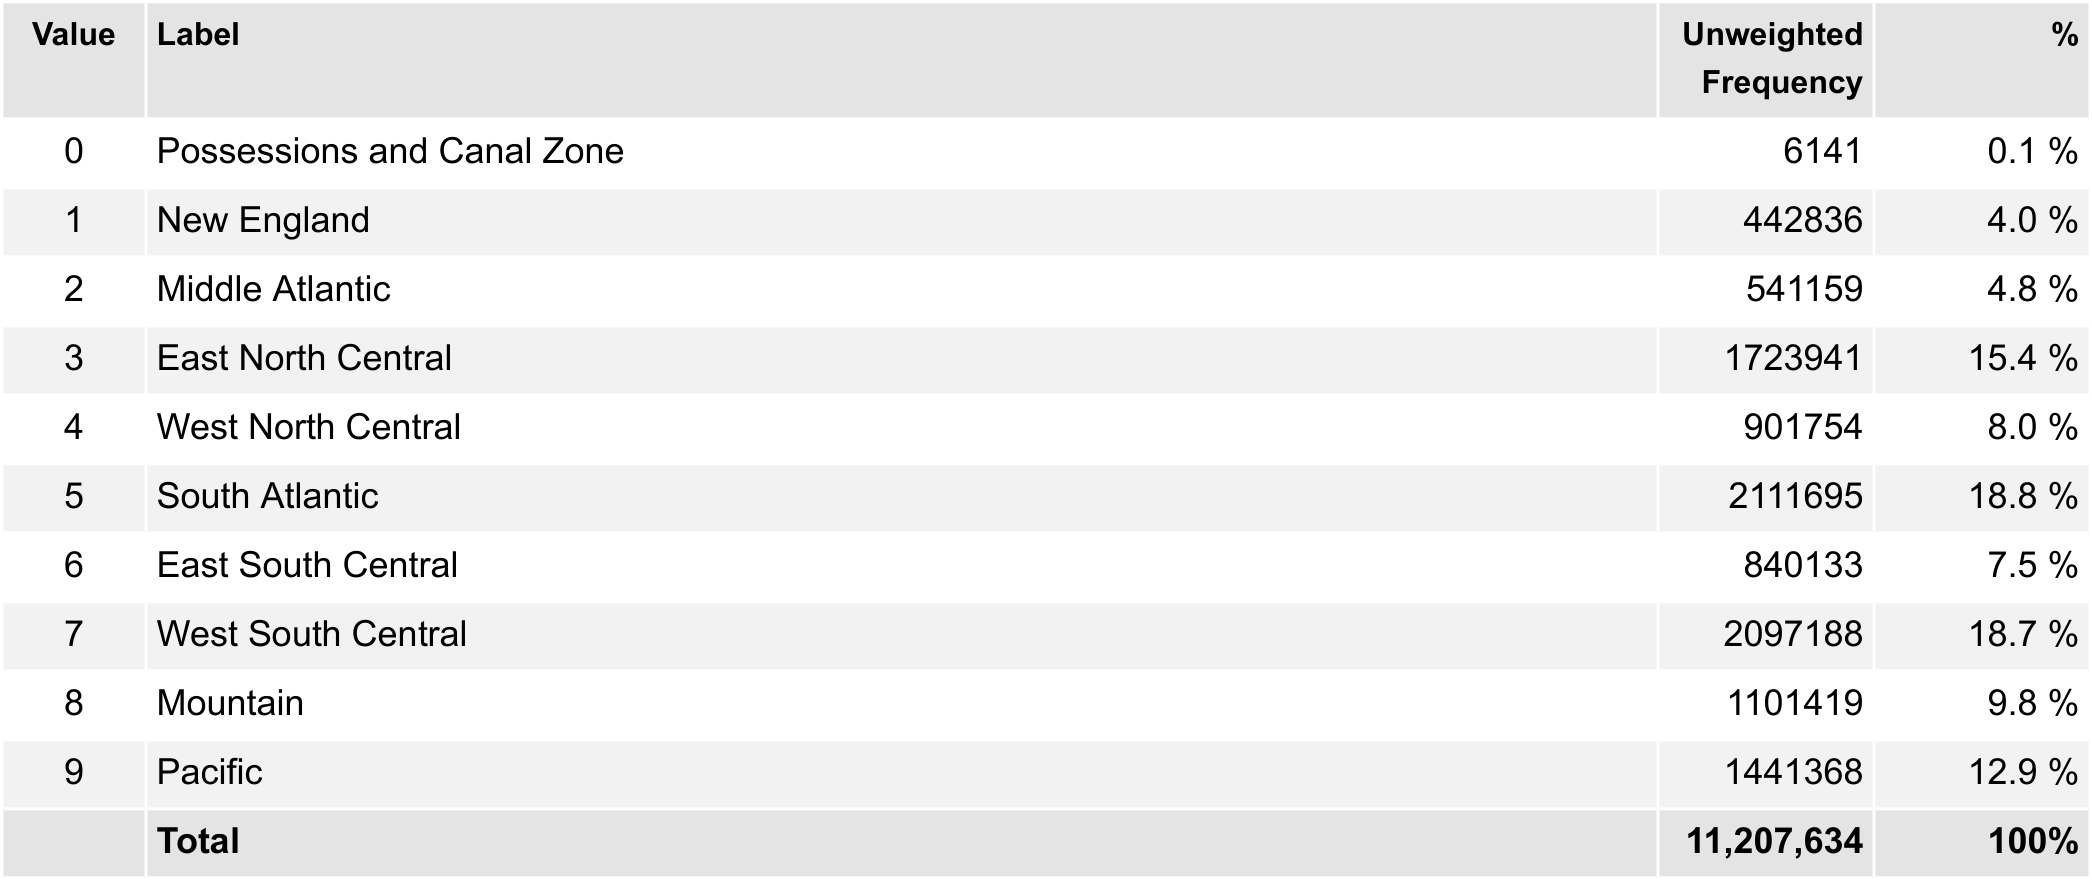 Value Label Unweighted Frequency %
0 Possessions and Canal Zone 6141 0.1 %
1 New England 442836 4.0 %
2 Middle Atlantic 541159 4.8 %
3 East North Central 1723941 15.4 %
4 West North Central 901754 8.0 %
5 South Atlantic 2111695 18.8 %
6 East South Central 840133 7.5 %
7 West South Central 2097188 18.7 %
8 Mountain 1101419 9.8 %
9 Pacific 1441368 12.9 %
Total 11,207,634 100%